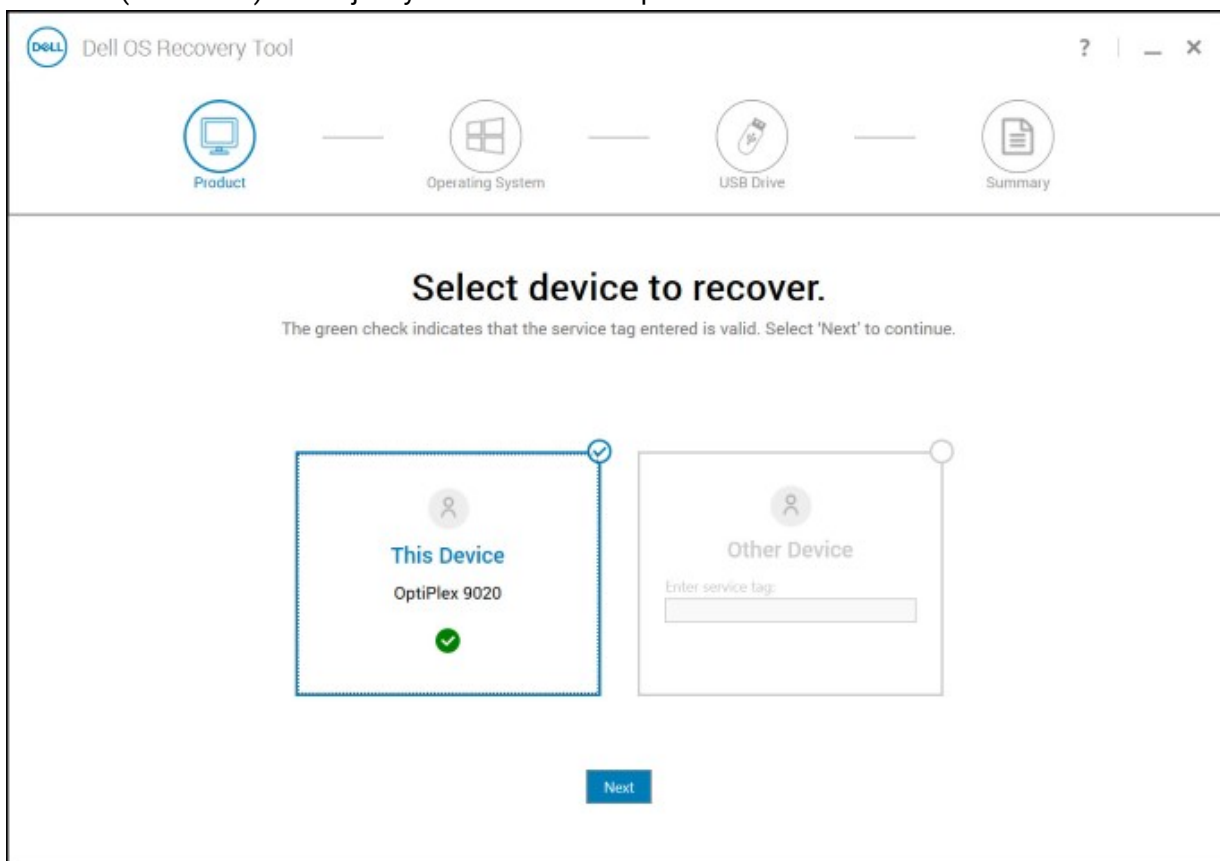 DELL Dell OS Recovery Tool ? — ×
Product Operating System USB Drive Summary
Select device to recover.
The green check indicates that the service tag entered is valid. Select 'Next' to continue.
This Device
OptiPlex 9020
Other Device
Enter service tag:
Next